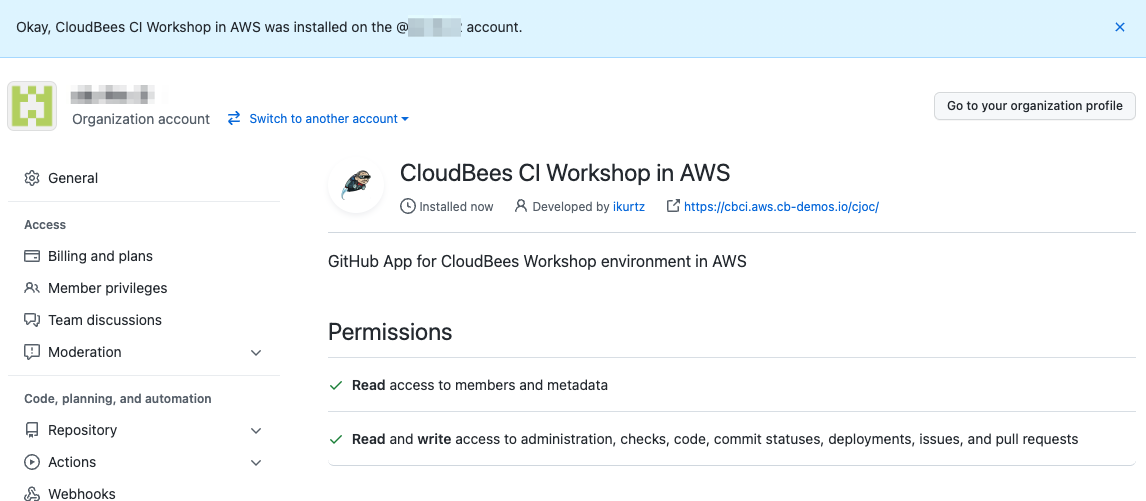 Okay, CloudBees CI Workshop in AWS was installed on the @ account.
Organization account
Switch to another account
Go to your organization profile
General
Access
Billing and plans
Member privileges
Team discussions
Moderation
Code, planning, and automation
Repository
Actions
Webhooks
CloudBees CI Workshop in AWS
Installed now
Developed by ikurtz
https://cbci.aws.cb-demos.io/cjoc/
GitHub App for CloudBees Workshop environment in AWS
Permissions
Read access to members and metadata
Read and write access to administration, checks, code, commit statuses, deployments, issues, and pull requests